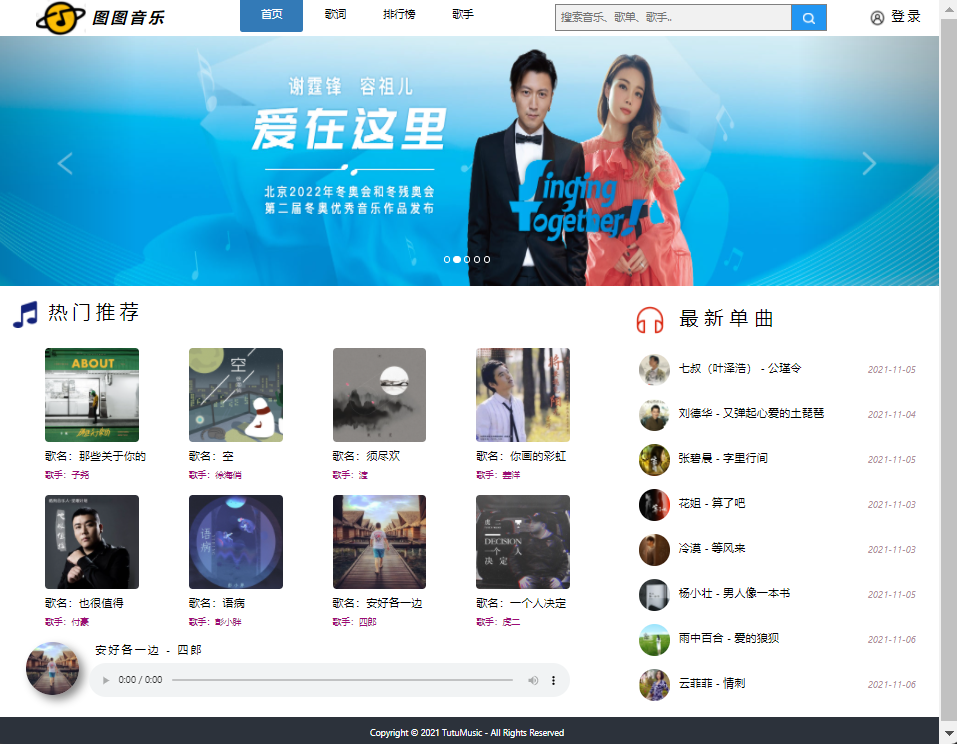 图图音乐
首页 歌词 排行榜 歌手
搜索音乐、歌单、歌手..
登录
谢霆锋 容祖儿
爱在这里
北京2022年冬奥会和冬残奥会
第二届冬奥优秀音乐作品发布
Singing
Together!
热门推荐
ABOUT
空
歌名：那些关于你的
歌手：子尧
歌名：空
歌手：徐海俏
歌名：须尽欢
歌手：渣
歌名：你画的彩虹
歌手：姜洋
语病
虎二
DECISION
一个人
决定
歌名：也很值得
歌手：付豪
歌名：语病
歌手：彭小胖
歌名：安好各一边
歌手：四郎
歌名：一个人决定
歌手：虎二
安好各一边 - 四郎
0:00 / 0:00
最新单曲
七叔（叶泽浩） - 公瑾令 2021-11-05
刘德华 - 又弹起心爱的土琵琶 2021-11-04
张碧晨 - 字里行间 2021-11-05
花姐 - 算了吧 2021-11-03
冷漠 - 等风来 2021-11-03
杨小壮 - 男人像一本书 2021-11-05
雨中百合 - 爱的狼狈 2021-11-06
云菲菲 - 情刺 2021-11-06
Copyright © 2021 TutuMusic - All Rights Reserved